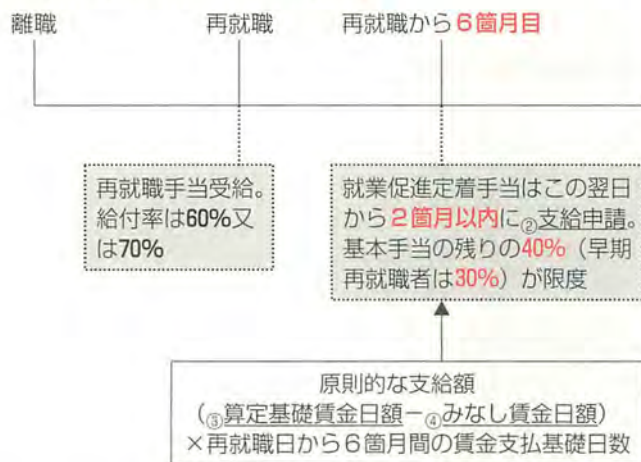 離職
再就職
再就職から6箇月目
再就職手当受給。
給付率は60%又
は70%
就業促進定着手当はこの翌日
から2箇月以内に②支給申請。
基本手当の残りの40%(早期
再就職者は30%)が限度
原則的な支給額
(③算定基礎賃金日額-④みなし賃金日額)
×再就職日から6箇月間の賃金支払基礎日数